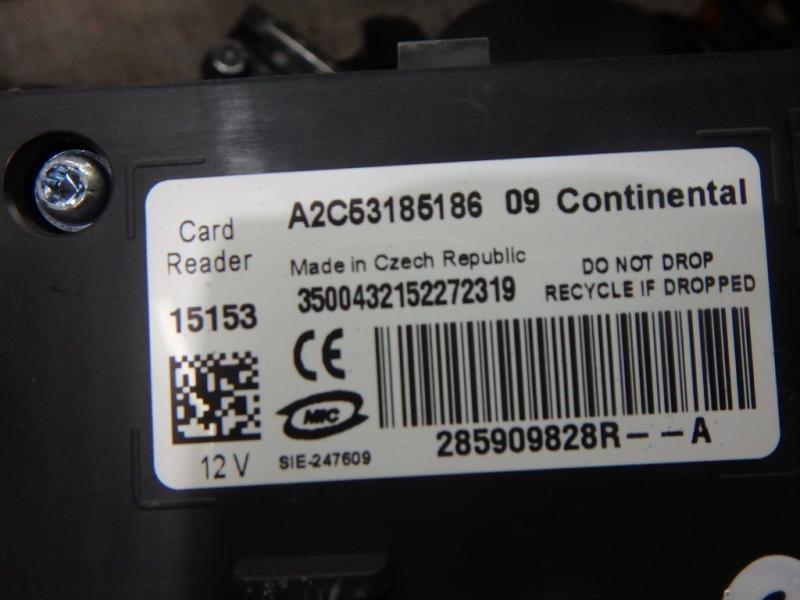 A2C53185186 09 Continental
Card
Reader
Made in Czech Republic
DO NOT DROP
RECYCLE IF DROPPED
3500432152272319
15153
CE
MIC
285909828R--A
12 V
SIE-247609